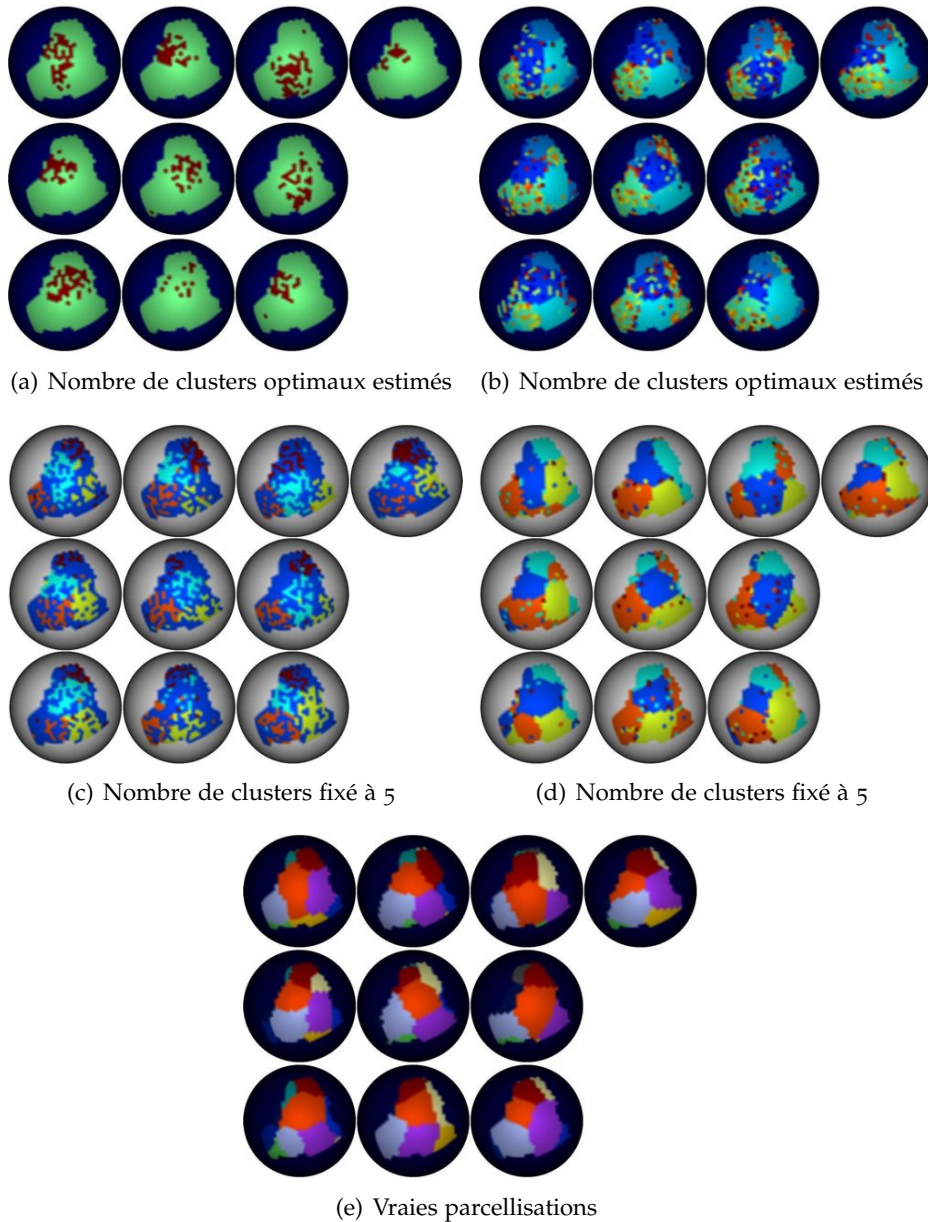 (a) Nombre de clusters optimaux estimés
(b) Nombre de clusters optimaux estimés
(c) Nombre de clusters fixé à 5
(d) Nombre de clusters fixé à 5
(e) Vraies parcellisations